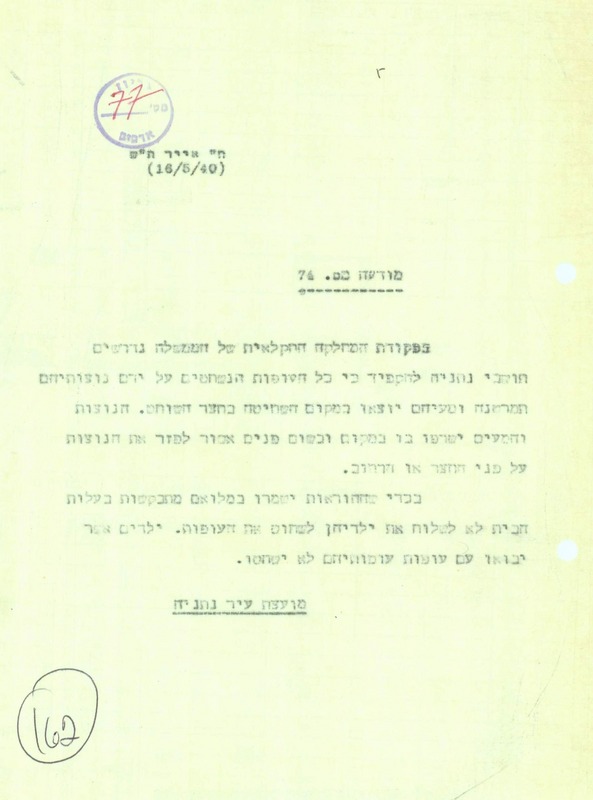 77
ח" אייר ת"ש
(16/5/40)
מודעה מס. 74
בפקודת המחלקה החקלאית של הממשלה נדרשים
תושבי נתניה להקפיד כי כל העופות הנשחטים על ידם נוצותיהם
תמרטנה ומעיהם יוצאו במקום השחיטה בחצר השוחט. הנוצות
והמעים ישרפו בו במקום ובשום פנים אסור לפזר את הנוצות
על פני החצר או הרחוב.
בכדי שההוראות ישמרו במלואם מתבקשות בעלות
הבית לא לשלוח את ילדיהן לשחוט את העופות. ילדים אשר
יבואו עם עופות עופותיהם לא ישחטו.
מועצת עיר נתניה
162